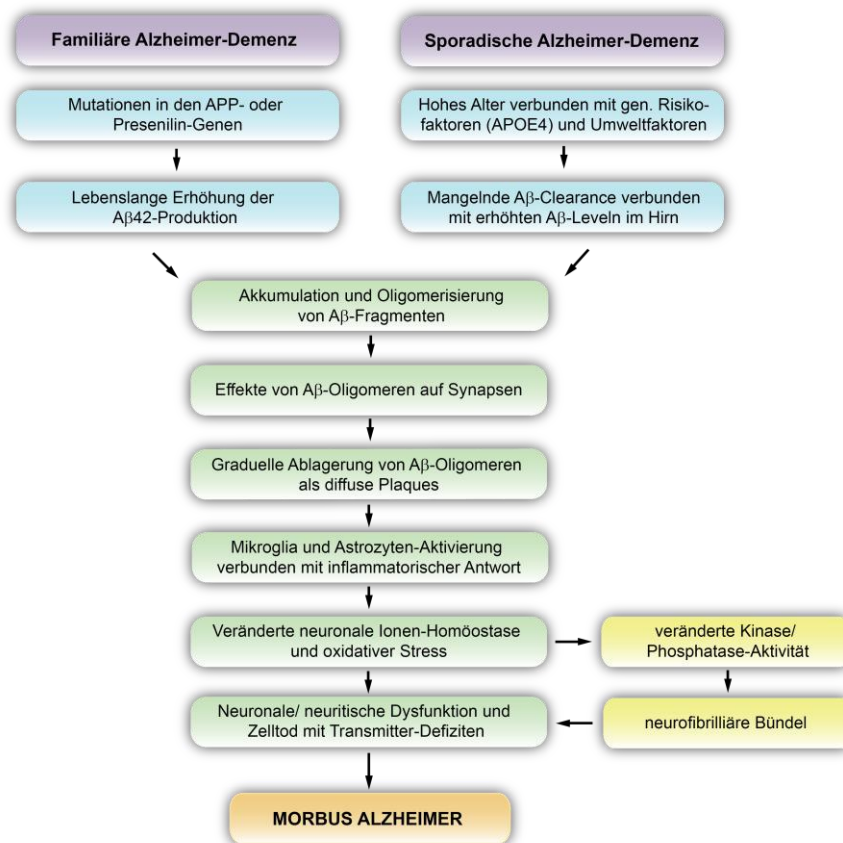 Familiäre Alzheimer-Demenz
Sporadische Alzheimer-Demenz
Mutationen in den APP- oder
Presenilin-Genen
Hohes Alter verbunden mit gen. Risiko-
faktoren (APOE4) und Umweltfaktoren
Lebenslange Erhöhung der
Aβ42-Produktion
Mangelnde Aβ-Clearance verbunden
mit erhöhten Aβ-Leveln im Hirn
Akkumulation und Oligomerisierung
von Aβ-Fragmenten
Effekte von Aβ-Oligomeren auf Synapsen
Graduelle Ablagerung von Aβ-Oligomeren
als diffuse Plaques
Mikroglia und Astrozyten-Aktivierung
verbunden mit inflammatorischer Antwort
Veränderte neuronale Ionen-Homöostase
und oxidativer Stress
veränderte Kinase/
Phosphatase-Aktivität
Neuronale/ neuritische Dysfunktion und
Zelltod mit Transmitter-Defiziten
neurofibrilliäre Bündel
MORBUS ALZHEIMER